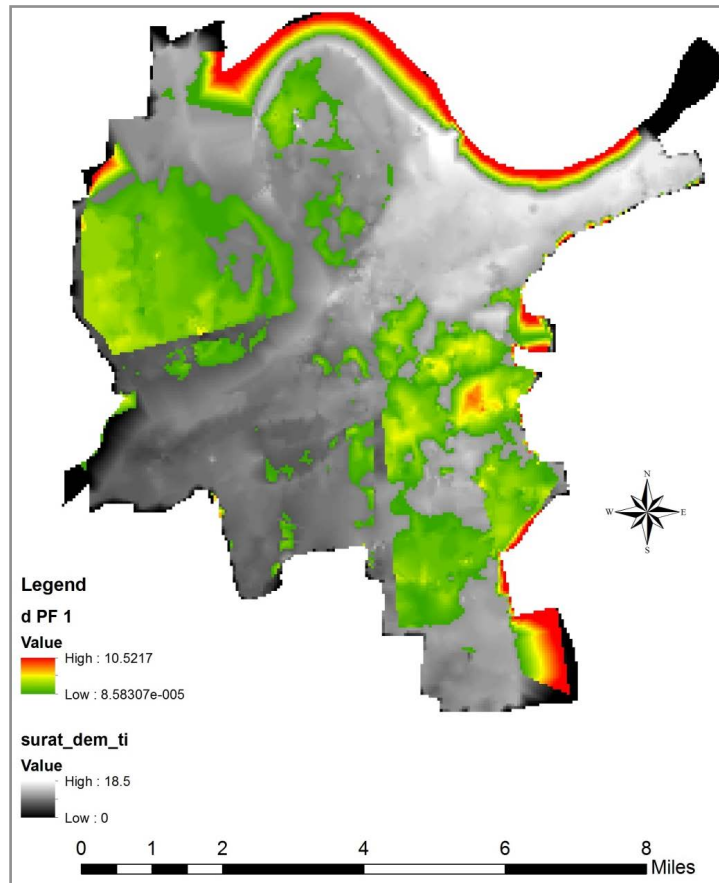 N
W
E
S
Legend
d PF 1
Value
High : 10.5217
Low : 8.58307e-005
surat_dem_ti
Value
High : 18.5
Low : 0
0 1 2 4 6 8
Miles